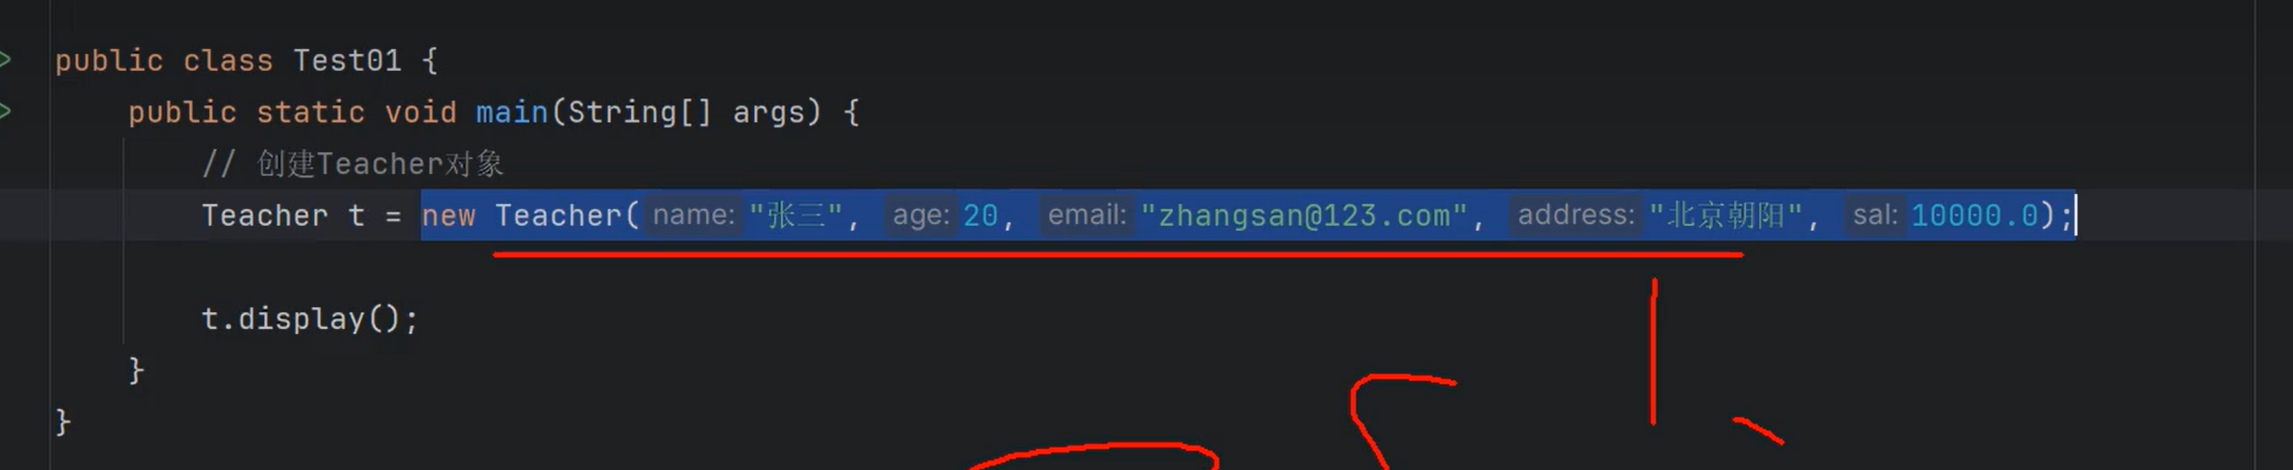 public class Test01 {
public static void main(String[] args) {
// 创建Teacher对象
Teacher t = new Teacher( name: "张三", age: 20, email: "zhangsan@123.com", address: "北京朝阳", sal: 10000.0);
t.display();
}
}